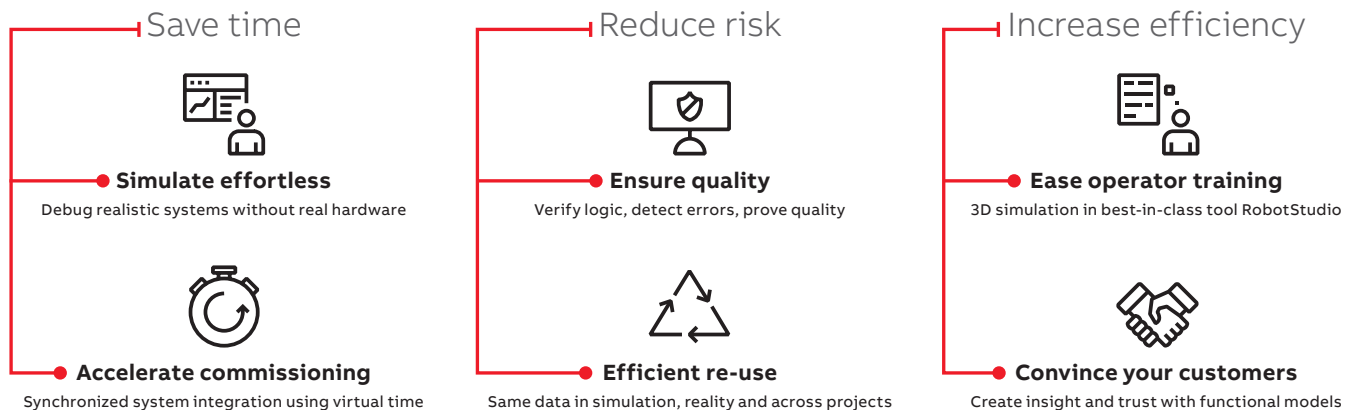 Save time
Simulate effortless
Debug realistic systems without real hardware
Accelerate commissioning
Synchronized system integration using virtual time
Reduce risk
Ensure quality
Verify logic, detect errors, prove quality
Efficient re-use
Same data in simulation, reality and across projects
Increase efficiency
Ease operator training
3D simulation in best-in-class tool RobotStudio
Convince your customers
Create insight and trust with functional models